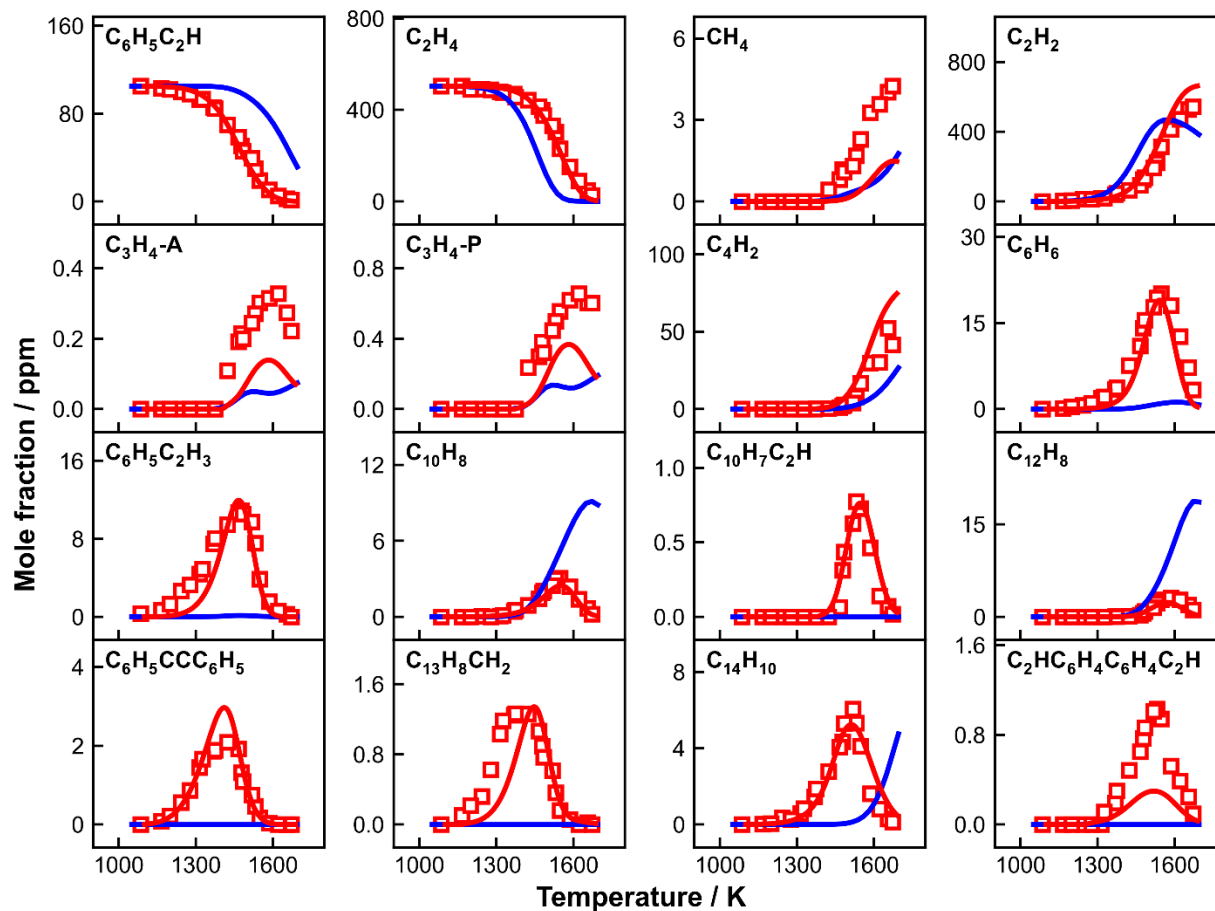 C6H5C2H
C2H4
CH4
C2H2
160
80
0
800
400
0
6
3
0
800
400
0
C3H4-A
C3H4-P
C4H2
C6H6
0.4
0.2
0.0
0.8
0.4
0.0
100
50
0
30
15
0
C6H5C2H3
C10H8
C10H7C2H
C12H8
16
8
0
12
6
0
1.0
0.5
0.0
30
15
0
C6H5CCC6H5
C13H8CH2
C14H10
C2HC6H4C6H4C2H
4
2
0
1.6
0.8
0.0
8
4
0
1.6
0.8
0.0
1000 1300 1600
1000 1300 1600
1000 1300 1600
1000 1300 1600
Mole fraction / ppm
Temperature / K